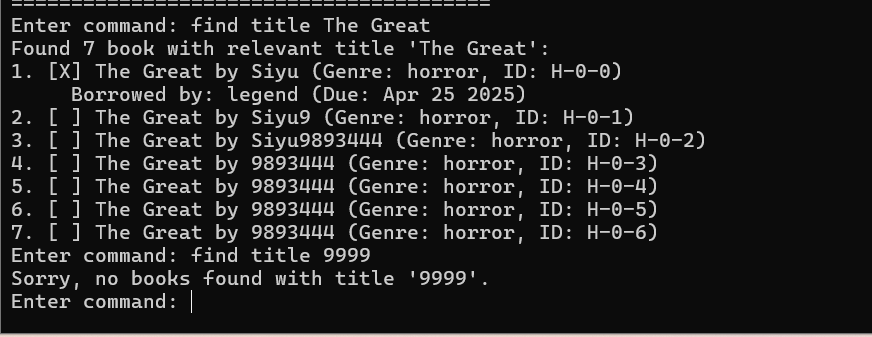 ========================================
Enter command: find title The Great
Found 7 book with relevant title 'The Great':
1. [X] The Great by Siyu (Genre: horror, ID: H-0-0)
     Borrowed by: legend (Due: Apr 25 2025)
2. [ ] The Great by Siyu9 (Genre: horror, ID: H-0-1)
3. [ ] The Great by Siyu9893444 (Genre: horror, ID: H-0-2)
4. [ ] The Great by 9893444 (Genre: horror, ID: H-0-3)
5. [ ] The Great by 9893444 (Genre: horror, ID: H-0-4)
6. [ ] The Great by 9893444 (Genre: horror, ID: H-0-5)
7. [ ] The Great by 9893444 (Genre: horror, ID: H-0-6)
Enter command: find title 9999
Sorry, no books found with title '9999'.
Enter command: